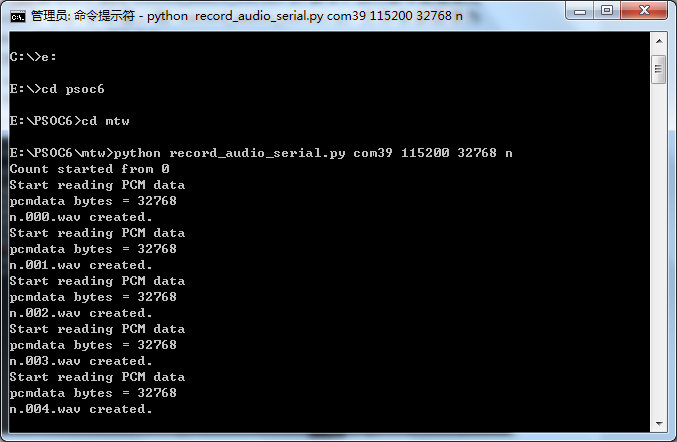 管理员: 命令提示符 - python  record_audio_serial.py com39 115200 32768 n
C:\>e:
E:\>cd psoc6
E:\PSOC6>cd mtw
E:\PSOC6\mtw>python record_audio_serial.py com39 115200 32768 n
Count started from 0
Start reading PCM data
pcmdata bytes = 32768
n.000.wav created.
Start reading PCM data
pcmdata bytes = 32768
n.001.wav created.
Start reading PCM data
pcmdata bytes = 32768
n.002.wav created.
Start reading PCM data
pcmdata bytes = 32768
n.003.wav created.
Start reading PCM data
pcmdata bytes = 32768
n.004.wav created.